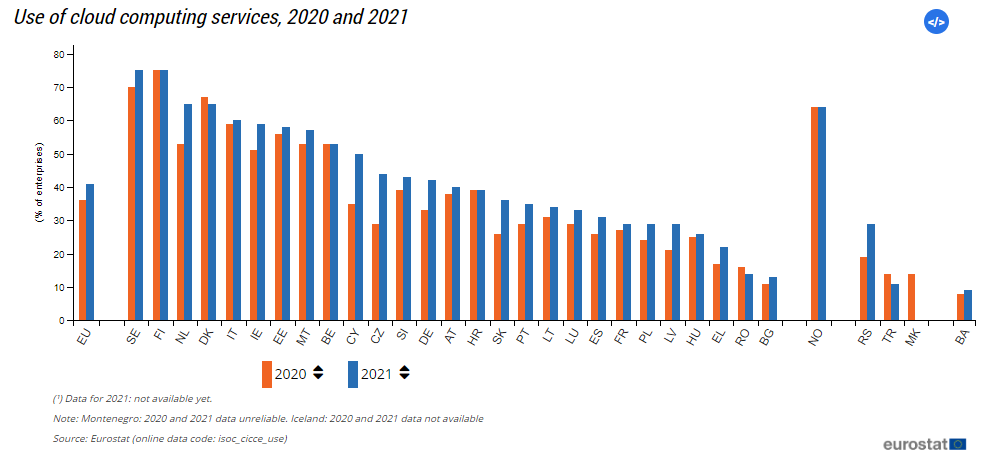 Use of cloud computing services, 2020 and 2021
</>
(% of enterprises)
80
70
60
50
40
30
20
10
0
EU SE FI NL DK IT IE EE MT BE CY CZ SI DE AT HR SK PT LT LU ES FR PL LV HU EL RO BG NO RS TR MK BA
2020 2021
(¹) Data for 2021: not available yet.
Note: Montenegro: 2020 and 2021 data unreliable. Iceland: 2020 and 2021 data not available
Source: Eurostat (online data code: isoc_cicce_use)
eurostat